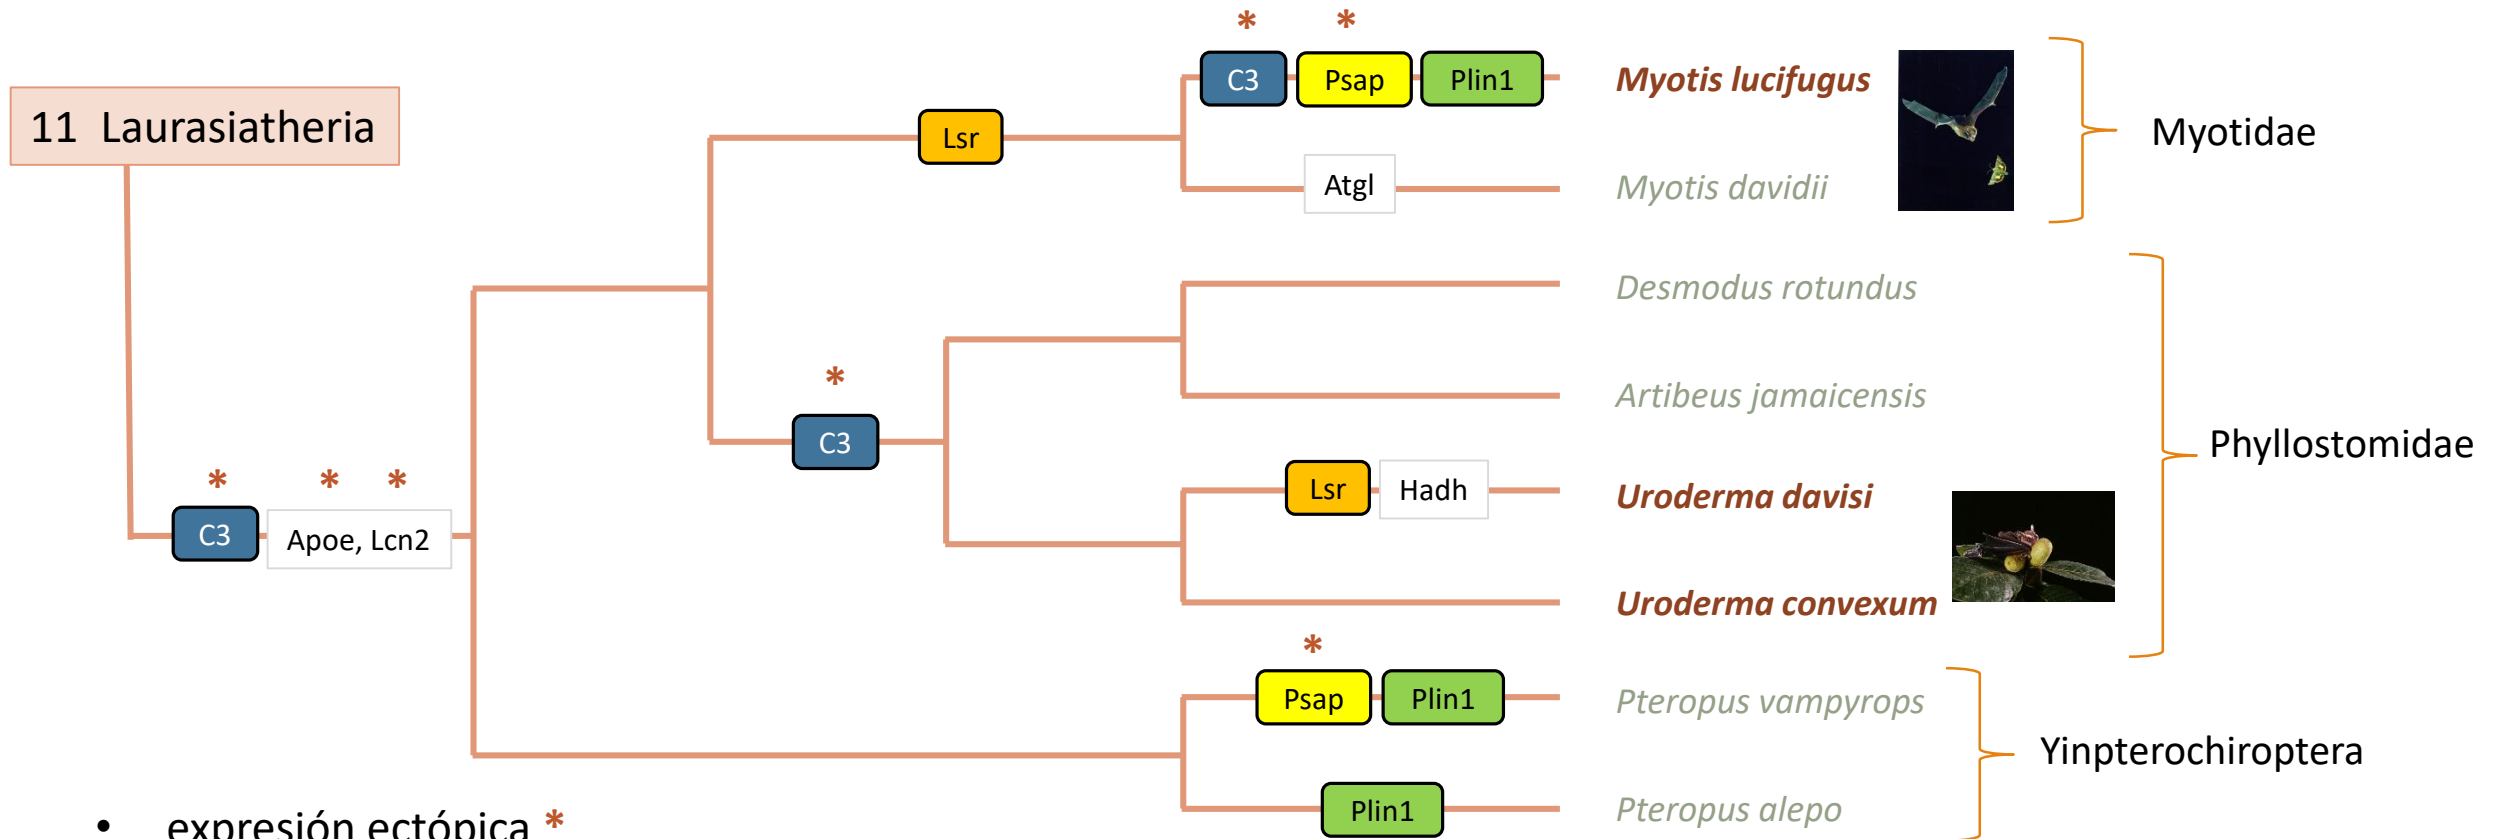 * *
C3 Psap Plin1 Myotis lucifugus
11 Laurasiatheria
Lsr
Myotidae
Atgl Myotis davidii
Desmodus rotundus
*
Artibeus jamaicensis
C3
Phyllostomidae
* * *
Lsr Hadh Uroderma davisi
C3 Apoe, Lcn2
Uroderma convexum
*
Psap Plin1 Pteropus vampyrops
Yinpterochiroptera
Plin1 Pteropus alepo
• expresión ectópica *